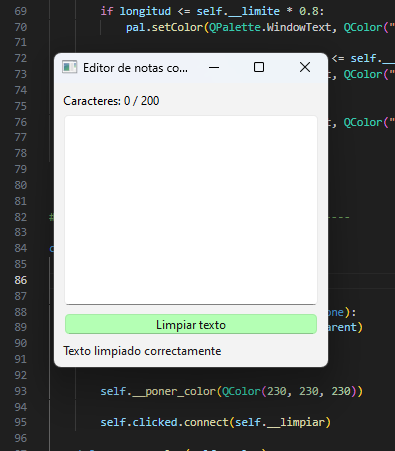 69 if longitud <= self.__limite * 0.8:
70 pal.setColor(QPalette.WindowText, QColor("
71
72 <= self.__
73 t, QColor("
74
75
76 t, QColor("
77
78
79
80
81
82 # ----
83
84
85
86
87
88 one):
89 arent)
90
91
92
93 self.__poner_color(QColor(230, 230, 230))
94
95 self.clicked.connect(self.__limpiar)
96
Editor de notas co...
Caracteres: 0 / 200
Limpiar texto
Texto limpiado correctamente